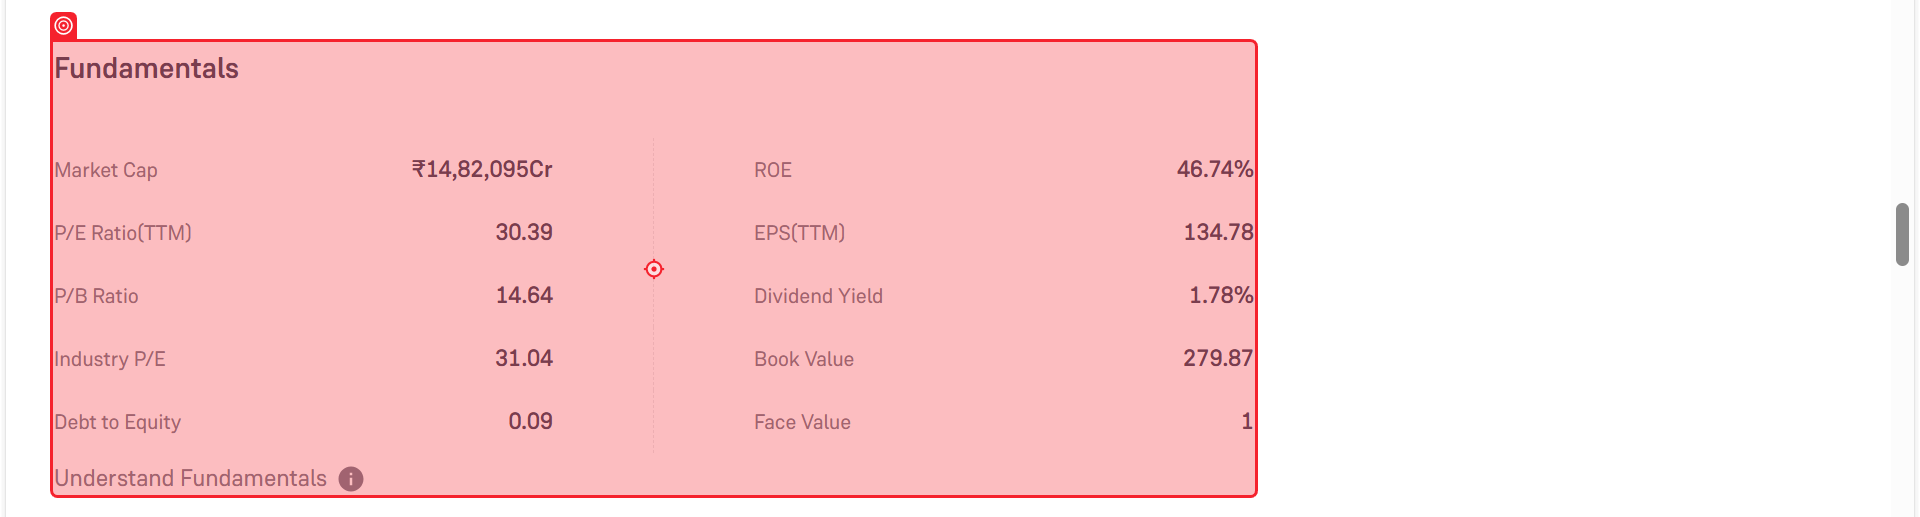 Fundamentals
Market Cap ₹14,82,095Cr ROE 46.74%
P/E Ratio(TTM) 30.39 EPS(TTM) 134.78
P/B Ratio 14.64 Dividend Yield 1.78%
Industry P/E 31.04 Book Value 279.87
Debt to Equity 0.09 Face Value 1
Understand Fundamentals